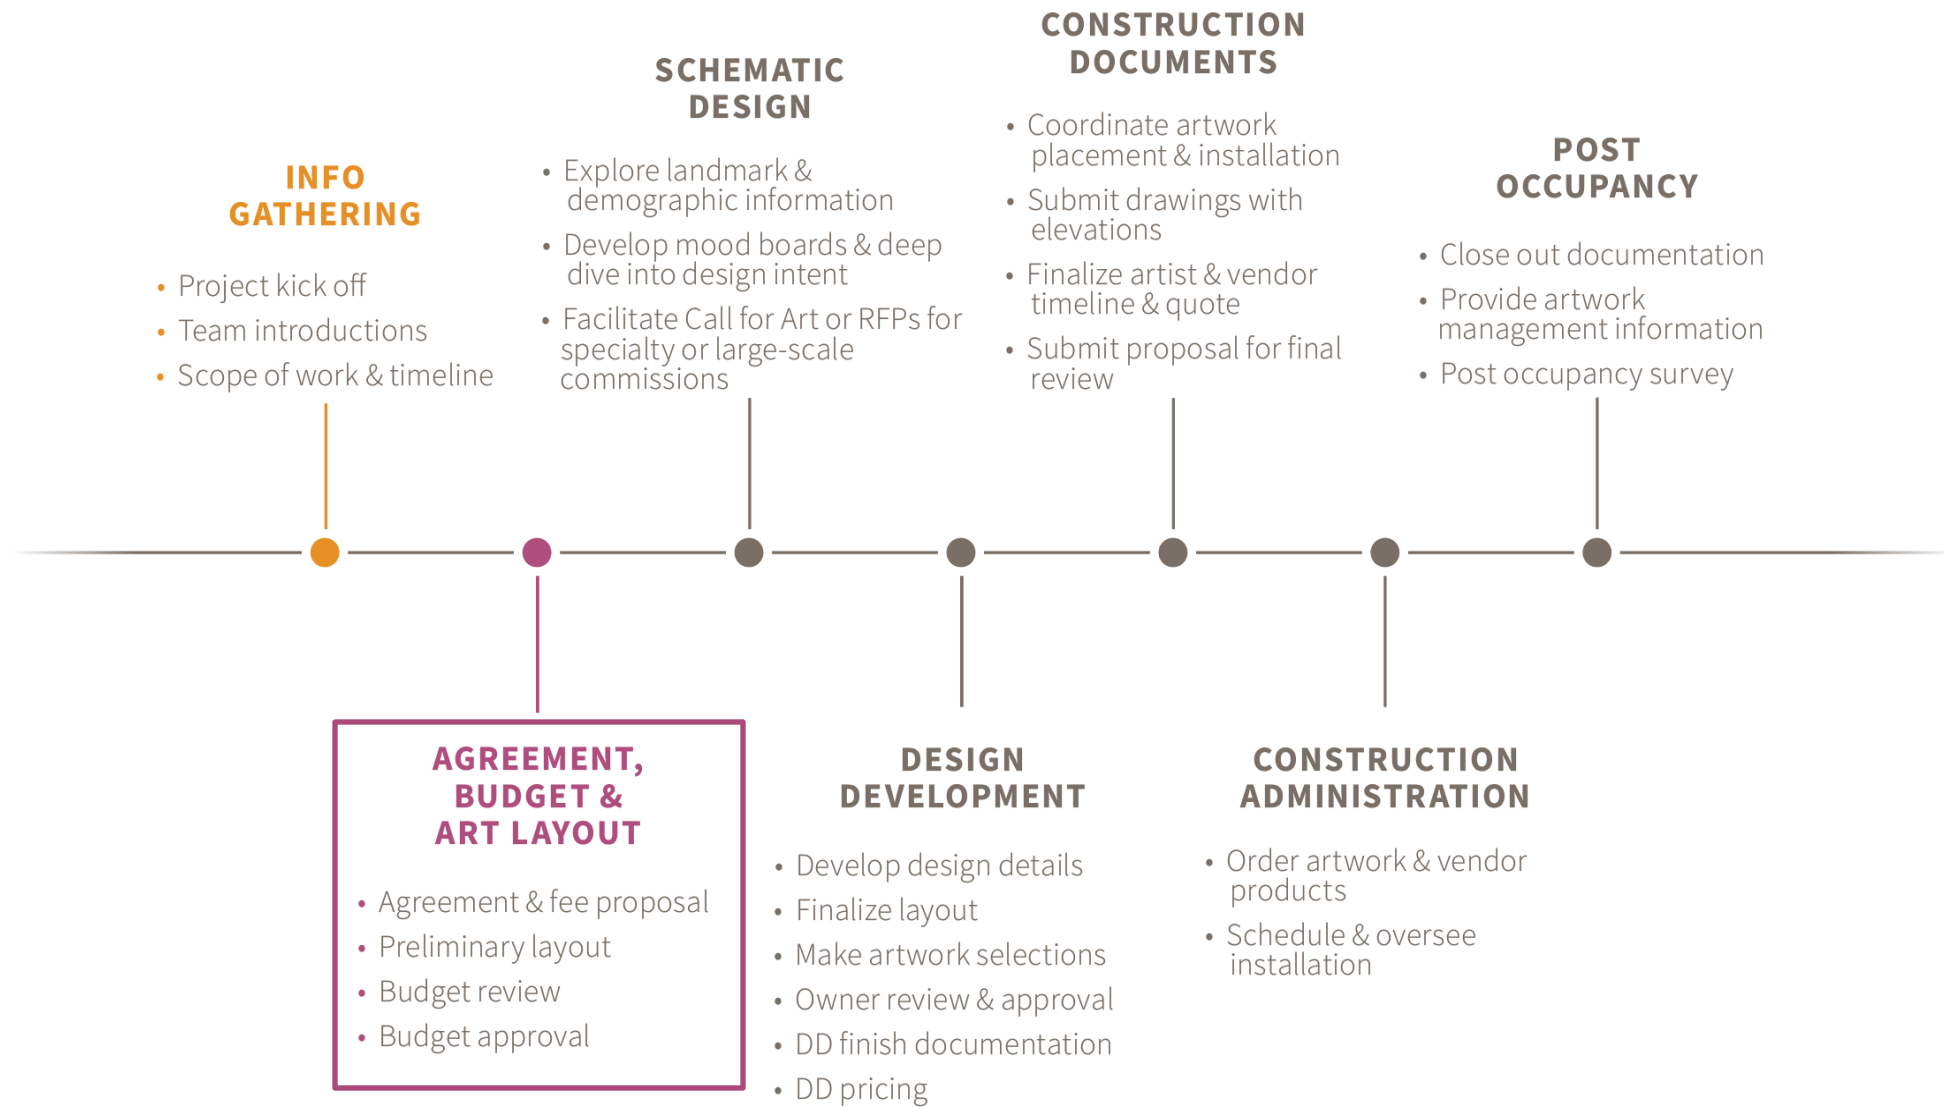 INFO
GATHERING
• Project kick off
• Team introductions
• Scope of work & timeline
AGREEMENT,
BUDGET &
ART LAYOUT
• Agreement & fee proposal
• Preliminary layout
• Budget review
• Budget approval
SCHEMATIC
DESIGN
• Explore landmark &
demographic information
• Develop mood boards & deep
dive into design intent
• Facilitate Call for Art or RFPs for
specialty or large-scale
commissions
DESIGN
DEVELOPMENT
• Develop design details
• Finalize layout
• Make artwork selections
• Owner review & approval
• DD finish documentation
• DD pricing
CONSTRUCTION
DOCUMENTS
• Coordinate artwork
placement & installation
• Submit drawings with
elevations
• Finalize artist & vendor
timeline & quote
• Submit proposal for final
review
CONSTRUCTION
ADMINISTRATION
• Order artwork & vendor
products
• Schedule & oversee
installation
POST
OCCUPANCY
• Close out documentation
• Provide artwork
management information
• Post occupancy survey